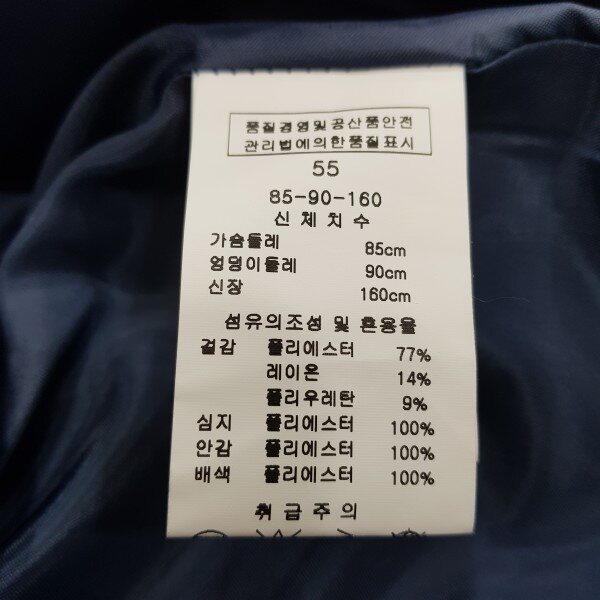 품질경영및공산품안전
관리법에의한품질표시
55
85-90-160
신체치수
가슴둘레 85cm
엉덩이둘레 90cm
신장 160cm
섬유의조성 및 혼용율
겉감 폴리에스터 77%
레이온 14%
폴리우레탄 9%
심지 폴리에스터 100%
안감 폴리에스터 100%
배색 폴리에스터 100%
취급주의